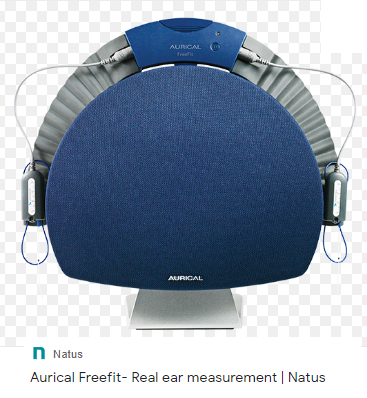 AURICAL
FreeFit
AURICAL
n Natus
Aurical Freefit- Real ear measurement | Natus